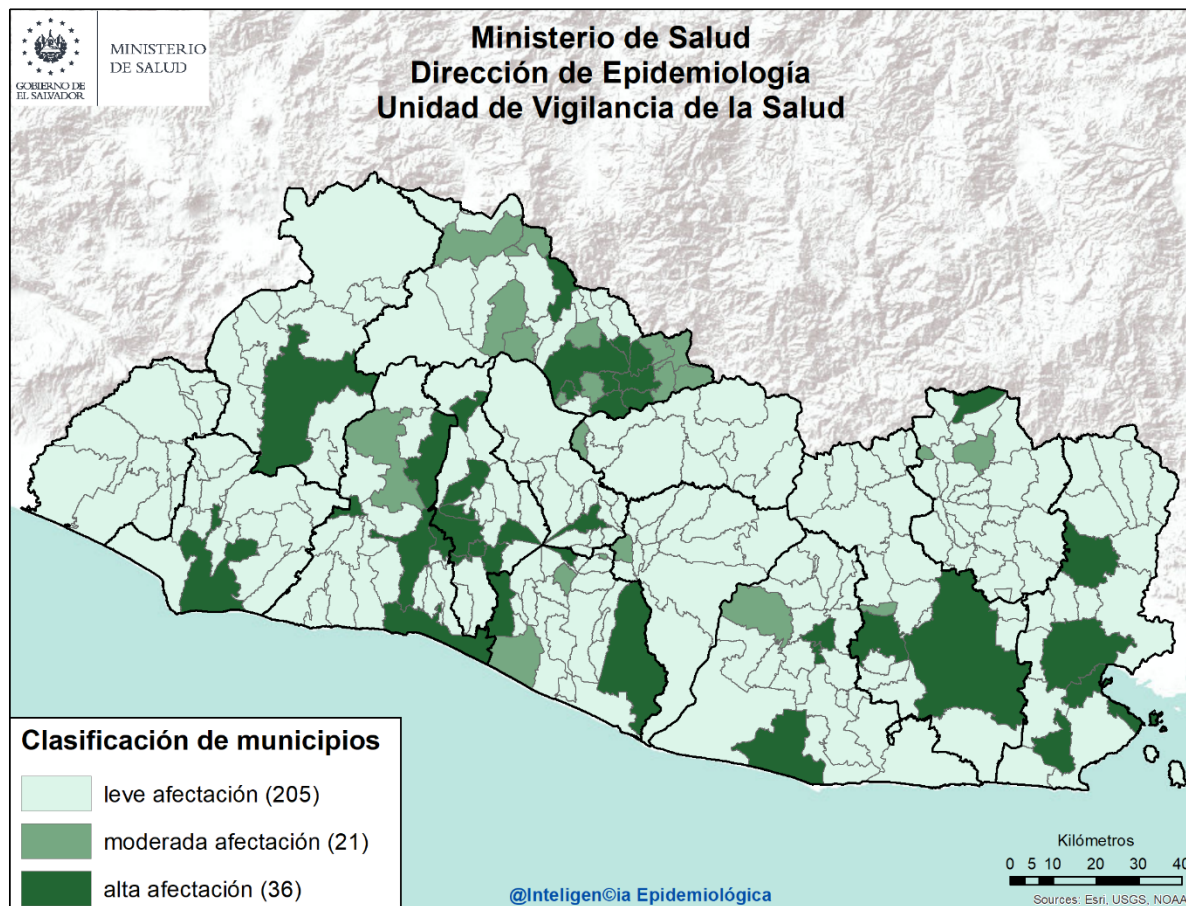 MINISTERIO
DE SALUD
GOBIERNO DE
EL SALVADOR
Ministerio de Salud
Dirección de Epidemiología
Unidad de Vigilancia de la Salud
Clasificación de municipios
leve afectación (205)
moderada afectación (21)
alta afectación (36)
@Inteligen©ia Epidemiológica
Kilómetros
0 5 10 20 30 40
Sources: Esri, USGS, NOAA